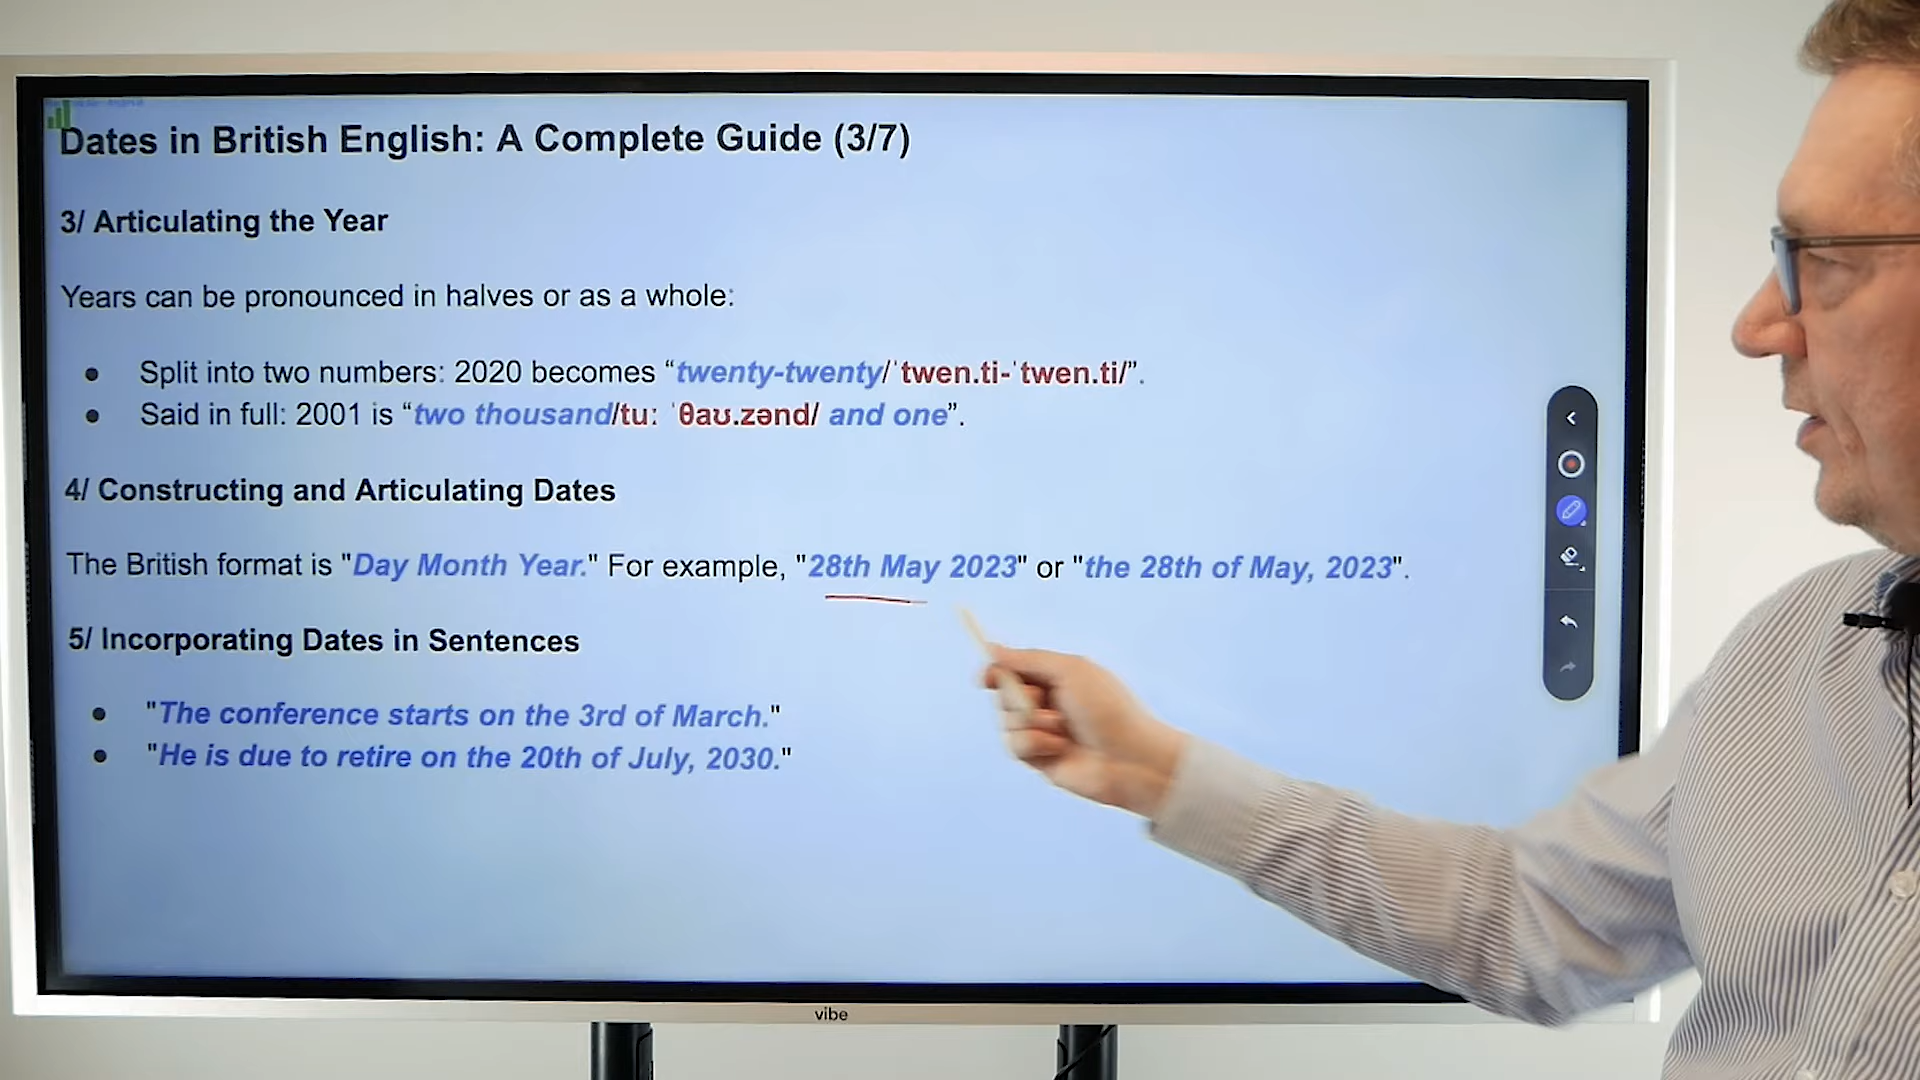 Dates in British English: A Complete Guide (3/7)
3/ Articulating the Year
Years can be pronounced in halves or as a whole:
● Split into two numbers: 2020 becomes “twenty-twenty/ˈtwen.ti-ˈtwen.ti/”.
● Said in full: 2001 is “two thousand/tuː ˈθaʊ.zənd/ and one”.
4/ Constructing and Articulating Dates
The British format is "Day Month Year." For example, "28th May 2023" or "the 28th of May, 2023".
5/ Incorporating Dates in Sentences
● "The conference starts on the 3rd of March."
● "He is due to retire on the 20th of July, 2030."
vibe